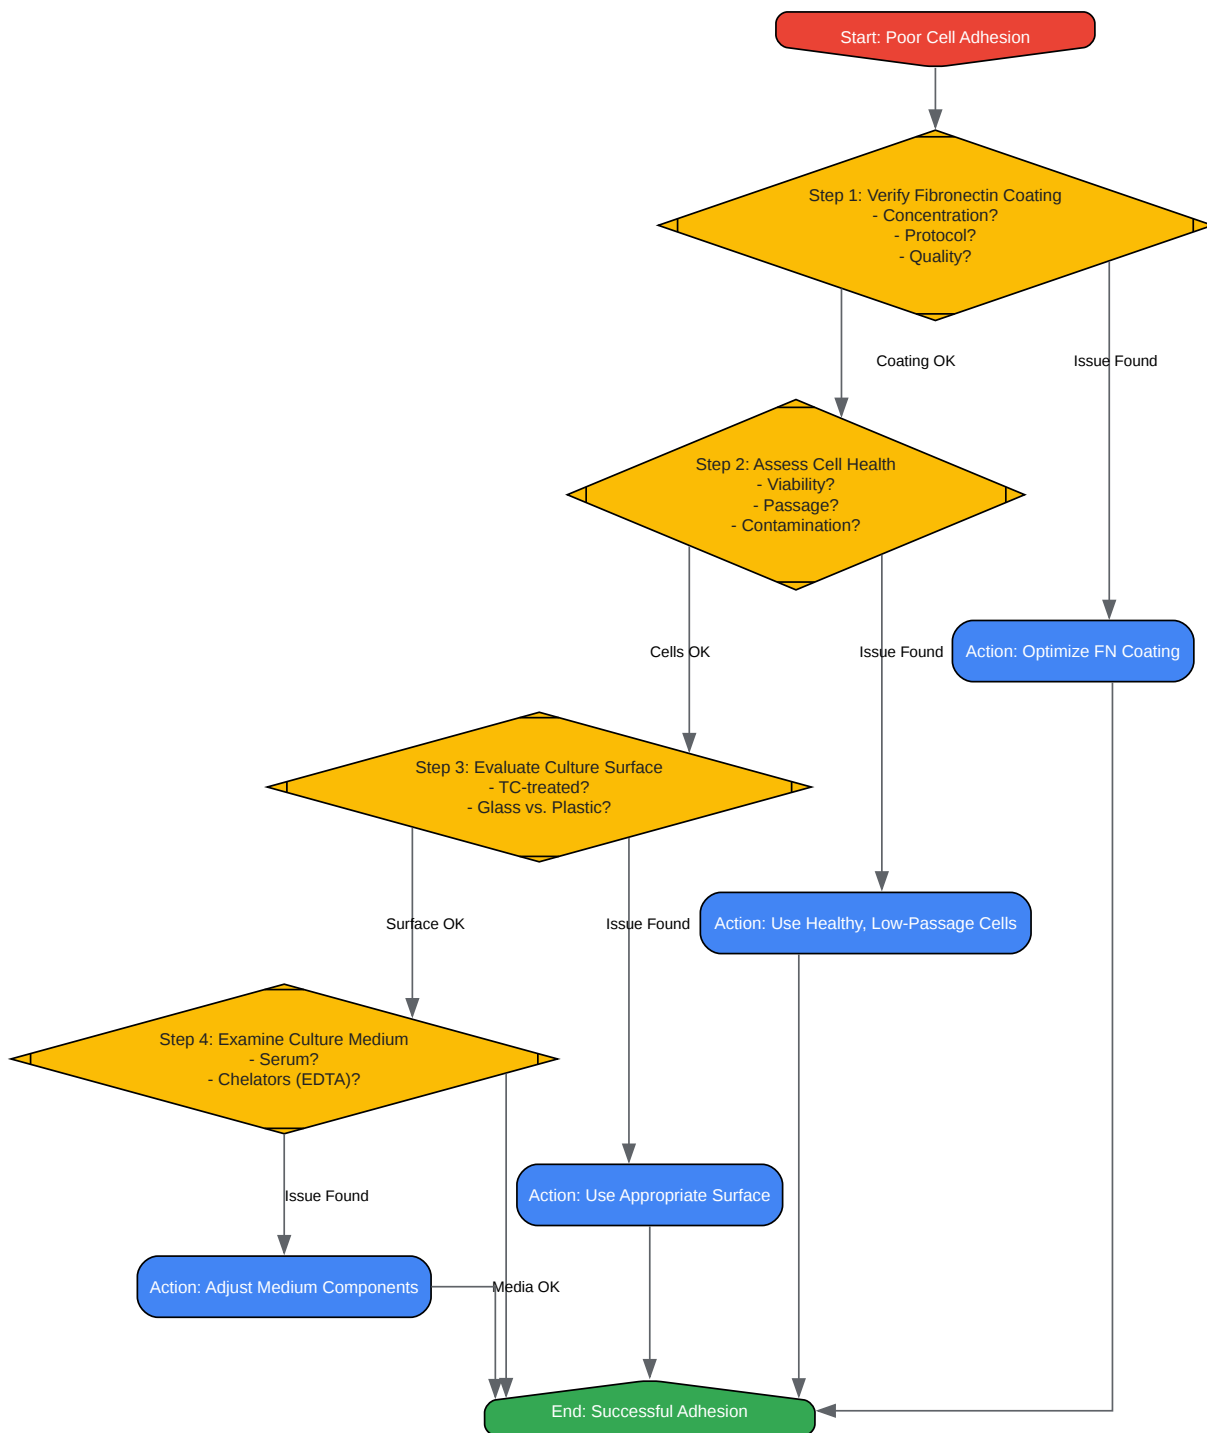 Start: Poor Cell Adhesion
Step 1: Verify Fibronectin Coating
- Concentration?
- Protocol?
- Quality?
Coating OK
Issue Found
Step 2: Assess Cell Health
- Viability?
- Passage?
- Contamination?
Cells OK
Issue Found
Action: Optimize FN Coating
Step 3: Evaluate Culture Surface
- TC-treated?
- Glass vs. Plastic?
Surface OK
Issue Found
Action: Use Healthy, Low-Passage Cells
Step 4: Examine Culture Medium
- Serum?
- Chelators (EDTA)?
Issue Found
Action: Use Appropriate Surface
Action: Adjust Medium Components
Media OK
End: Successful Adhesion